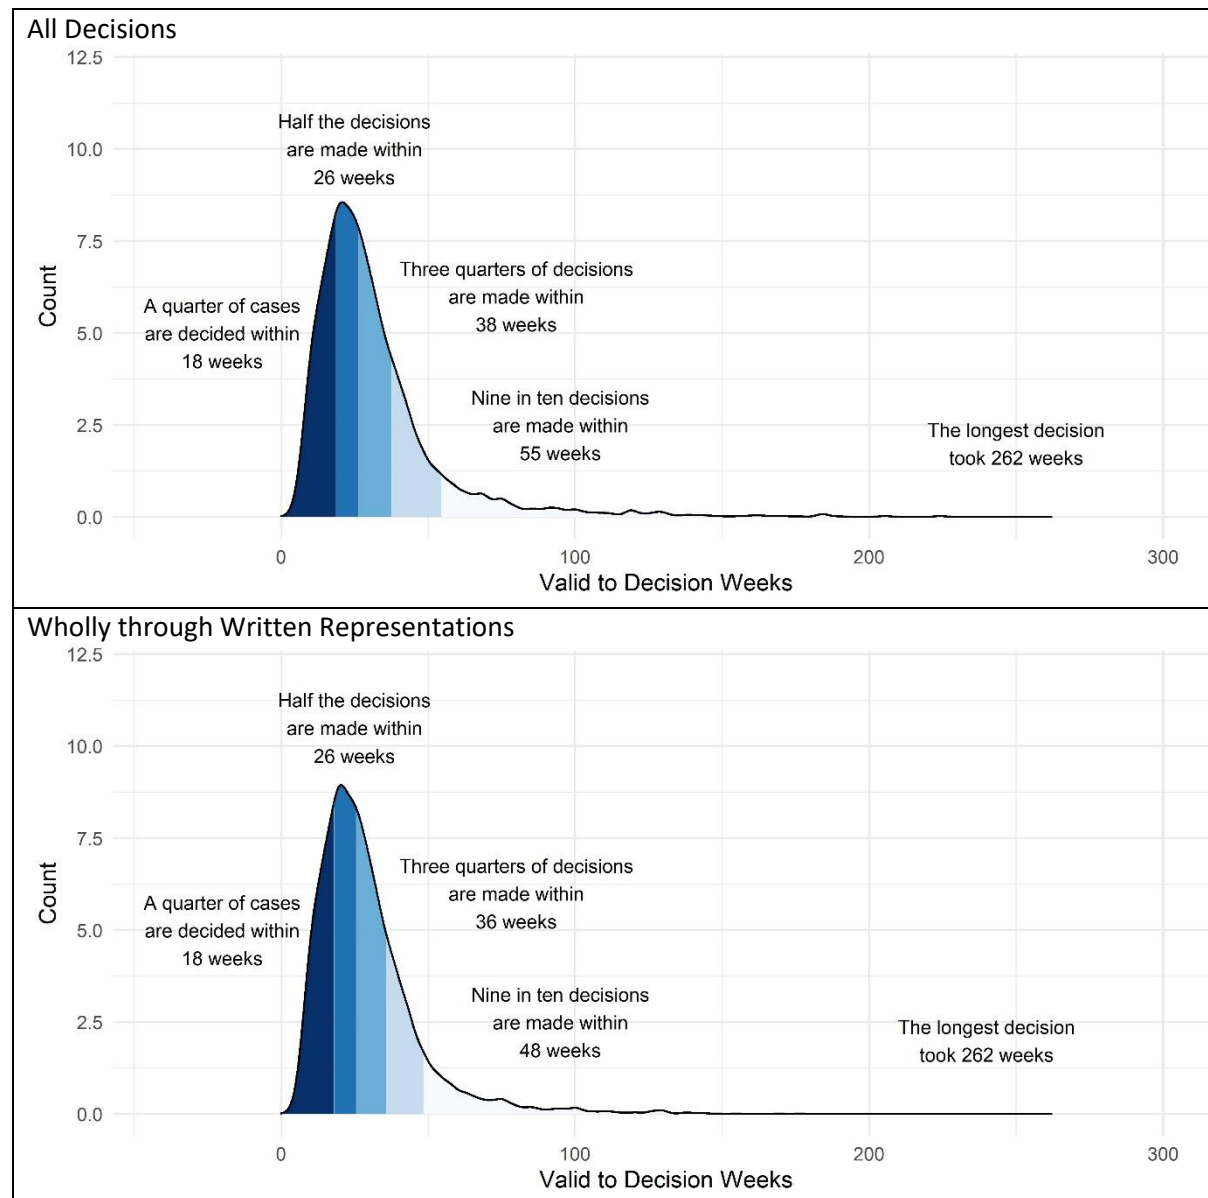 All Decisions
12.5
10.0
7.5
5.0
2.5
0.0
Count
Half the decisions
are made within
26 weeks
A quarter of cases
are decided within
18 weeks
Three quarters of decisions
are made within
38 weeks
Nine in ten decisions
are made within
55 weeks
The longest decision
took 262 weeks
0
100
200
300
Valid to Decision Weeks
Wholly through Written Representations
12.5
10.0
7.5
5.0
2.5
0.0
Count
Half the decisions
are made within
26 weeks
A quarter of cases
are decided within
18 weeks
Three quarters of decisions
are made within
36 weeks
Nine in ten decisions
are made within
48 weeks
The longest decision
took 262 weeks
0
100
200
300
Valid to Decision Weeks